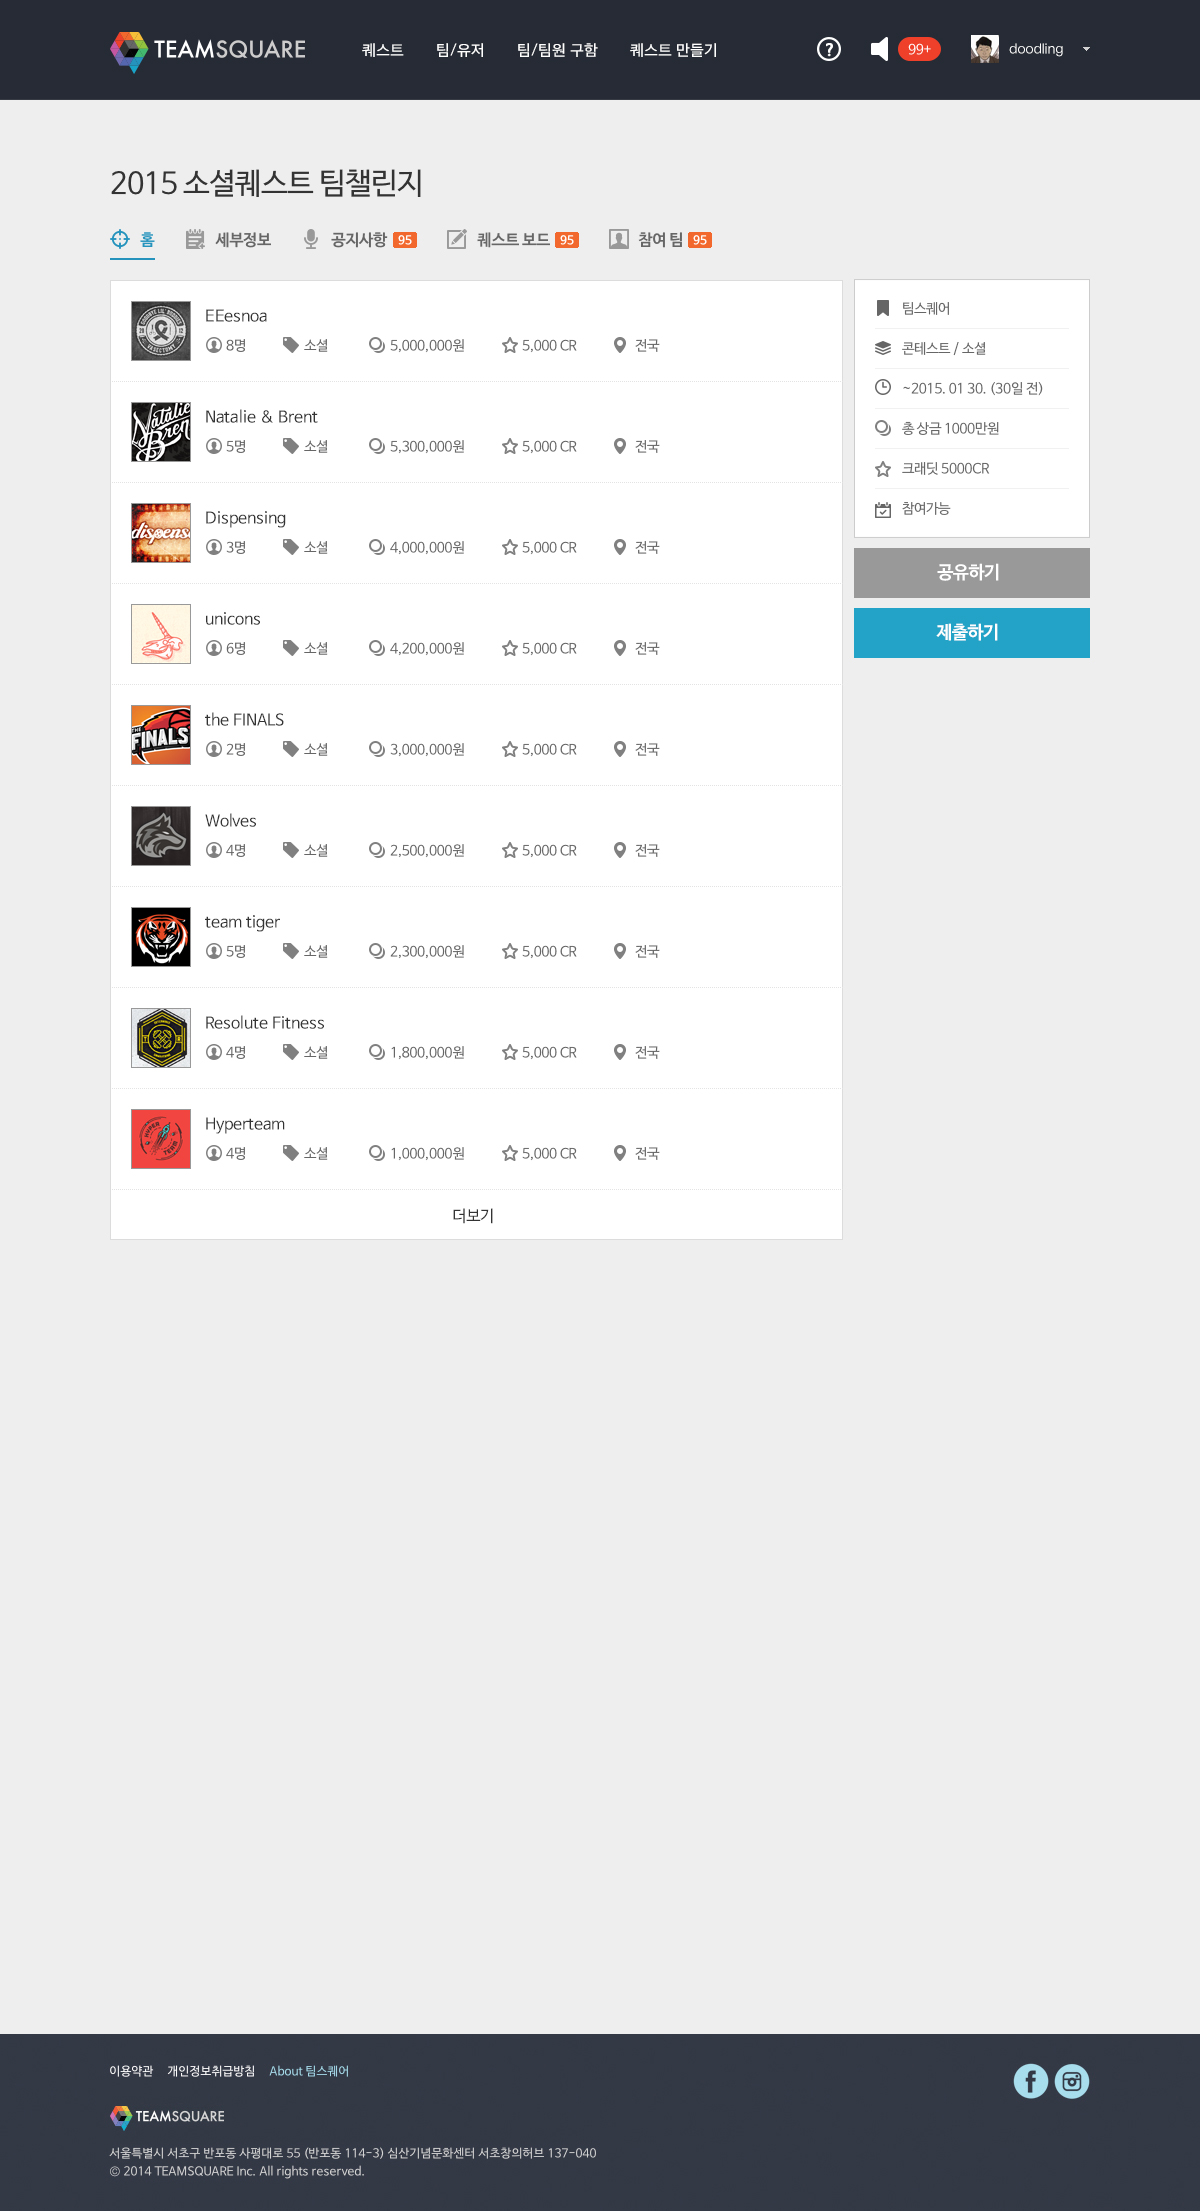 TEAMSQUARE 퀘스트 팀/유저 팀/팀원 구함 퀘스트 만들기 ? 99+ doodling
2015 소셜퀘스트 팀챌린지
홈 세부정보 공지사항 95 퀘스트 보드 95 참여 팀 95
EEesnoa
8명 소셜 5,000,000원 5,000 CR 전국
Natalie Bren
Natalie & Brent
5명 소셜 5,300,000원 5,000 CR 전국
dispens
Dispensing
3명 소셜 4,000,000원 5,000 CR 전국
unicons
6명 소셜 4,200,000원 5,000 CR 전국
THE FINALS
the FINALS
2명 소셜 3,000,000원 5,000 CR 전국
Wolves
4명 소셜 2,500,000원 5,000 CR 전국
team tiger
5명 소셜 2,300,000원 5,000 CR 전국
Resolute Fitness
4명 소셜 1,800,000원 5,000 CR 전국
HYPER TEAM
Hyperteam
4명 소셜 1,000,000원 5,000 CR 전국
더보기
팀스퀘어
콘테스트 / 소셜
~2015. 01 30. (30일 전)
총 상금 1000만원
크래딧 5000CR
참여가능
공유하기
제출하기
이용약관 개인정보취급방침 About 팀스퀘어
TEAMSQUARE
서울특별시 서초구 반포동 사평대로 55 (반포동 114-3) 심산기념문화센터 서초창의허브 137-040
© 2014 TEAMSQUARE Inc. All rights reserved.